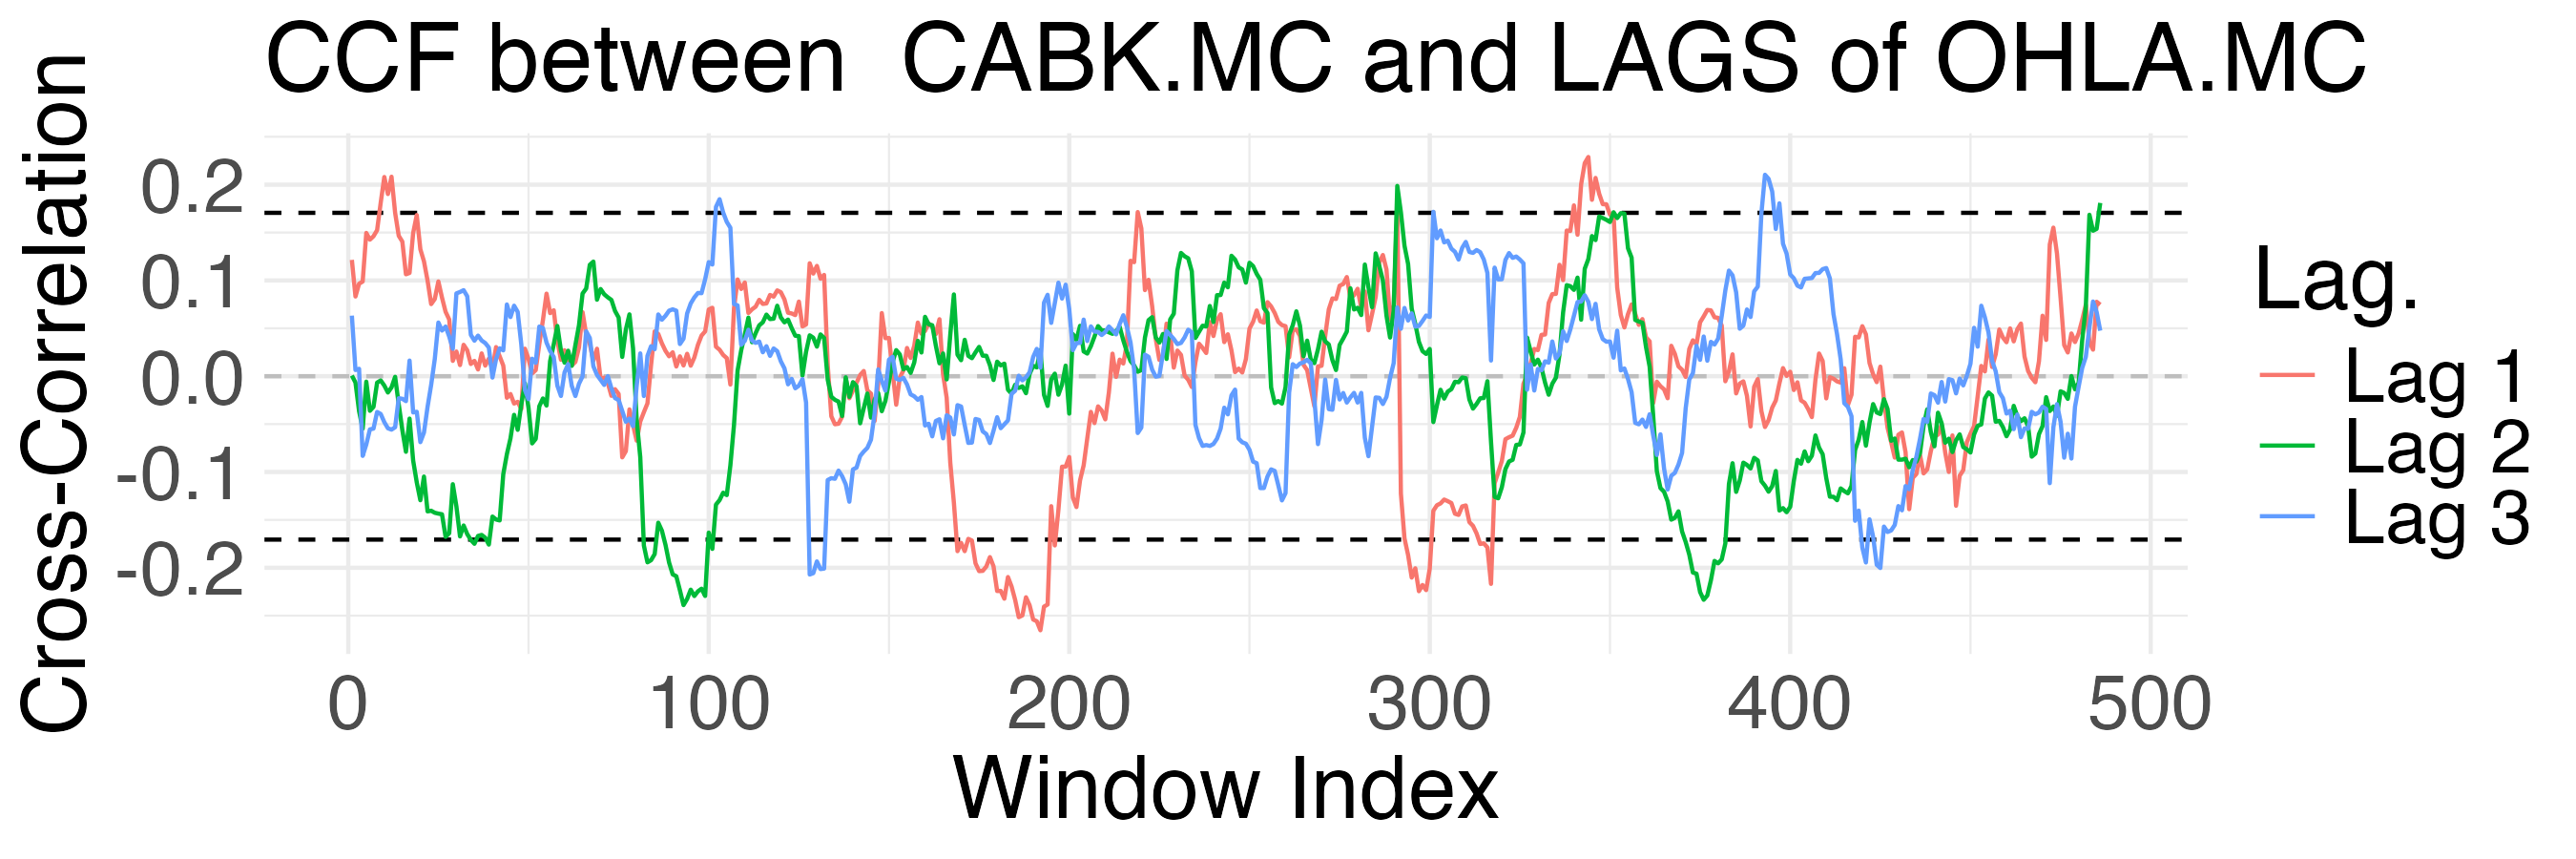 CCF between  CABK.MC and LAGS of OHLA.MC
Cross-Correlation
0.2
0.1
0.0
-0.1
-0.2
0 100 200 300 400 500
Window Index
Lag.
Lag 1
Lag 2
Lag 3